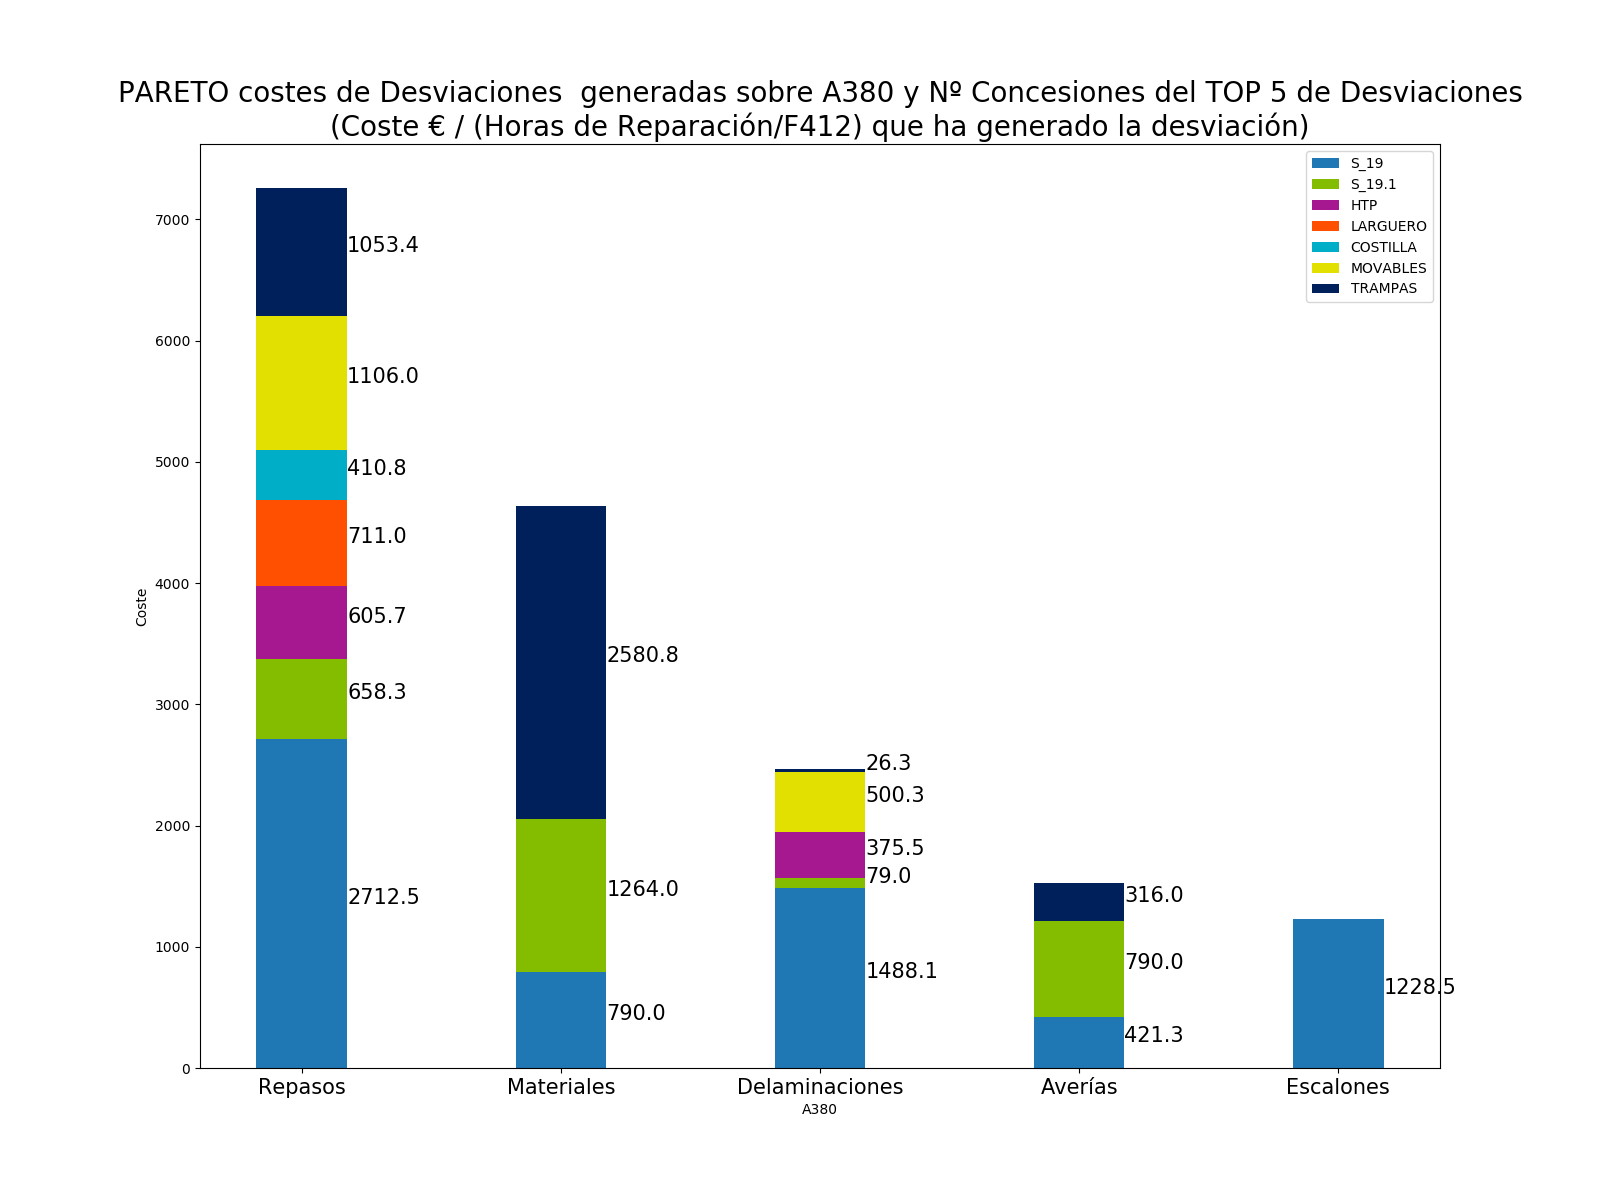 PARETO costes de Desviaciones  generadas sobre A380 y Nº Concesiones del TOP 5 de Desviaciones
(Coste € / (Horas de Reparación/F412) que ha generado la desviación)
S_19
S_19.1
HTP
LARGUERO
COSTILLA
MOVABLES
TRAMPAS
Coste
7000
6000
5000
4000
3000
2000
1000
0
1053.4
1106.0
410.8
711.0
605.7
658.3
2712.5
2580.8
1264.0
790.0
26.3
500.3
375.5
79.0
1488.1
316.0
790.0
421.3
1228.5
Repasos Materiales Delaminaciones Averías Escalones
A380